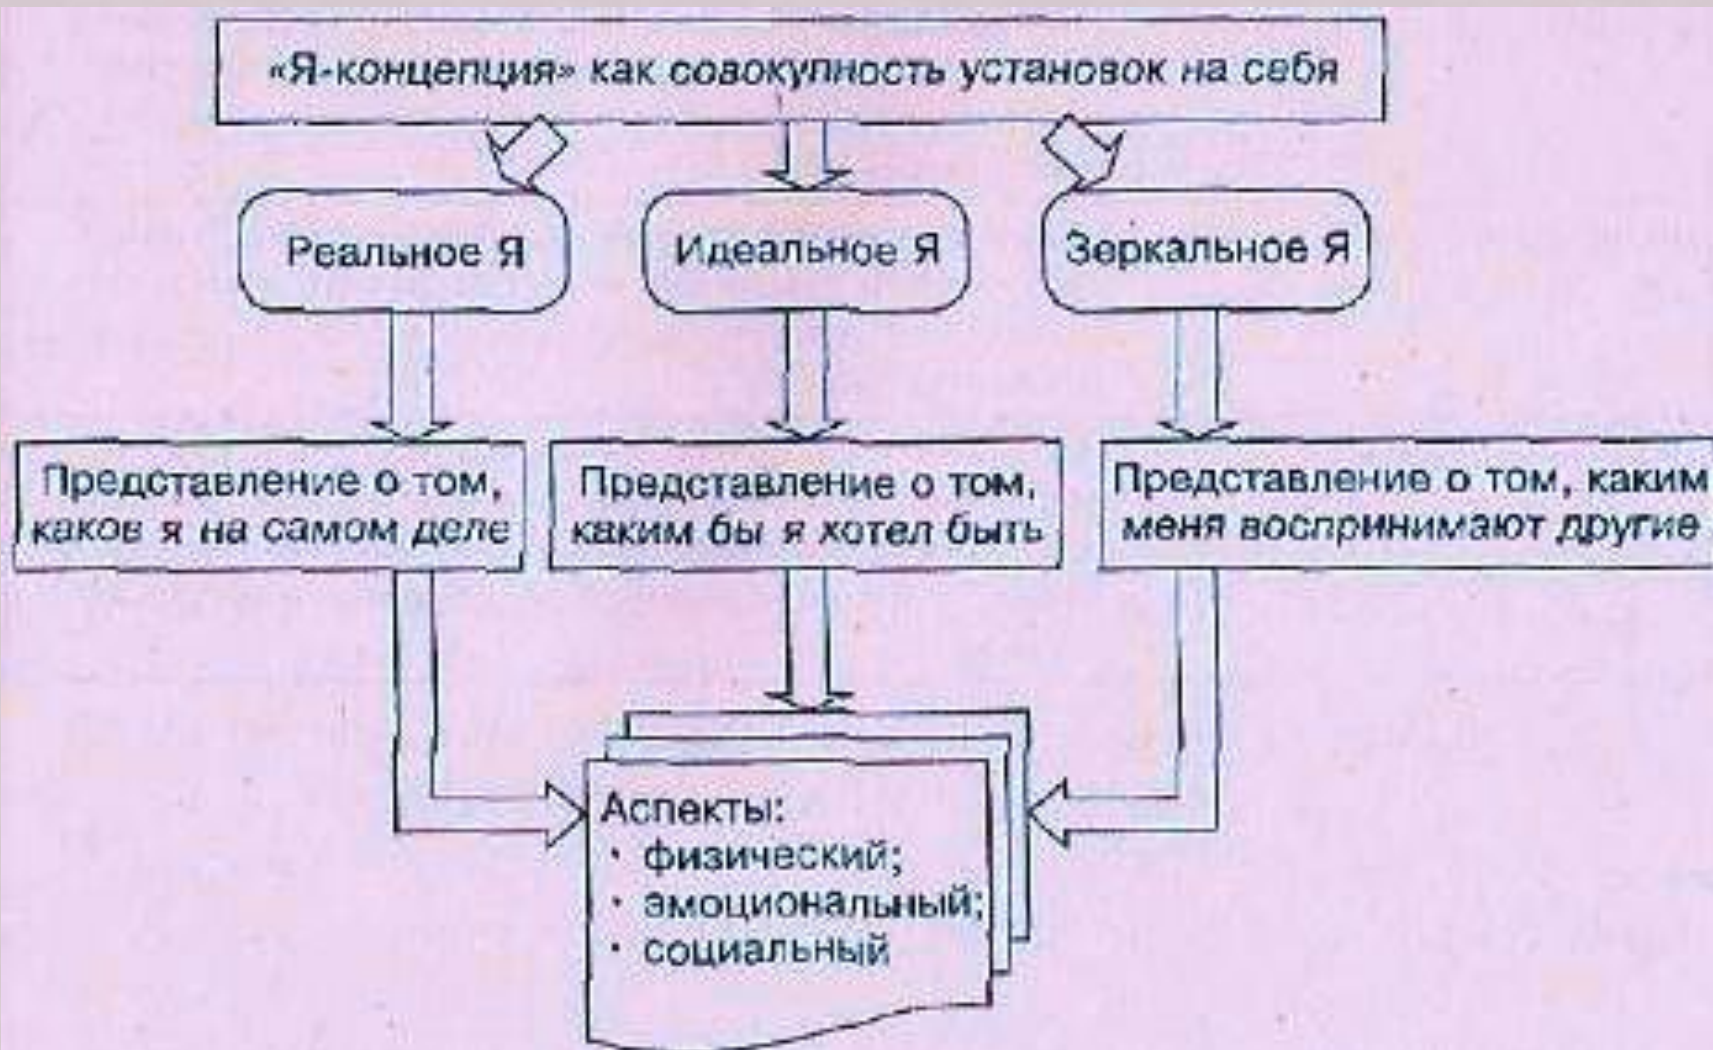 «Я-концепция» как совокупность установок на себя
Реальное Я
Идеальное Я
Зеркальное Я
Представление о том,
каков я на самом деле
Представление о том,
каким бы я хотел быть
Представление о том, каким
меня воспринимают другие
Аспекты:
· физический;
· эмоциональный;
· социальный